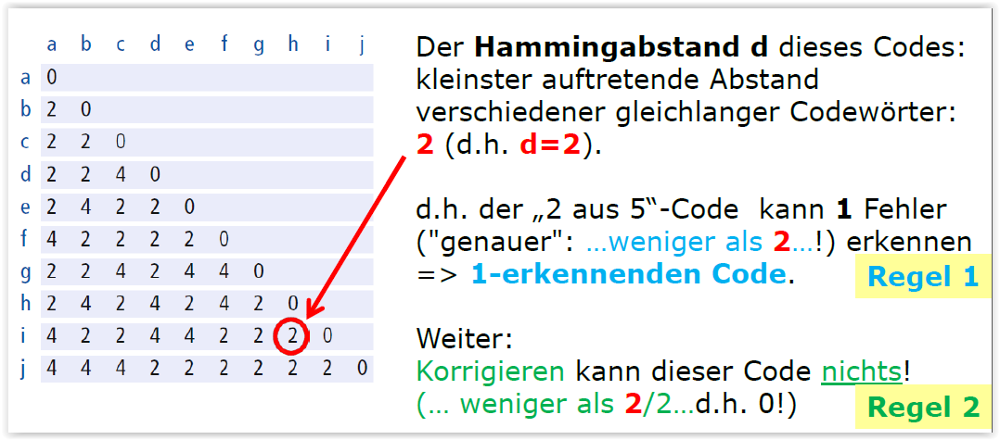 a b c d e f g h i j
a 0
b 2 0
c 2 2 0
d 2 2 4 0
e 2 4 2 2 0
f 4 2 2 2 2 0
g 2 2 4 2 4 4 0
h 2 4 2 4 2 4 2 0
i 4 2 2 4 4 2 2 2 0
j 4 4 4 2 2 2 2 2 2 0
Der Hammingabstand d dieses Codes:
kleinster auftretende Abstand
verschiedener gleichlanger Codewörter:
2 (d.h. d=2).
d.h. der „2 aus 5“-Code kann 1 Fehler
("genauer": …weniger als 2…!) erkennen
=> 1-erkennenden Code.
Regel 1
Weiter:
Korrigieren kann dieser Code nichts!
(… weniger als 2/2…d.h. 0!)
Regel 2